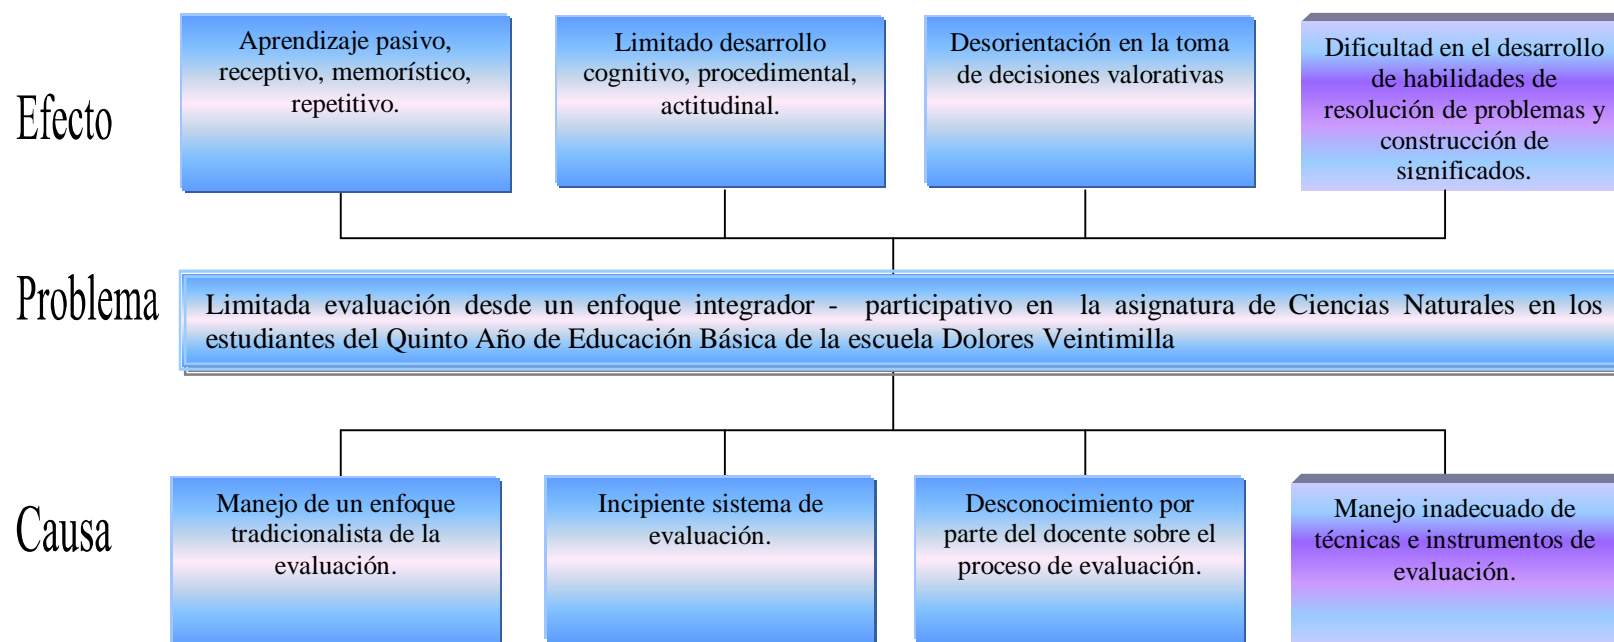 Efecto
Aprendizaje pasivo,
receptivo, memorístico,
repetitivo.
Limitado desarrollo
cognitivo, procedimental,
actitudinal.
Desorientación en la toma
de decisiones valorativas
Dificultad en el desarrollo
de habilidades de
resolución de problemas y
construcción de
significados.
Problema
Limitada evaluación desde un enfoque integrador - participativo en la asignatura de Ciencias Naturales en los
estudiantes del Quinto Año de Educación Básica de la escuela Dolores Veintimilla
Causa
Manejo de un enfoque
tradicionalista de la
evaluación.
Incipiente sistema de
evaluación.
Desconocimiento por
parte del docente sobre el
proceso de evaluación.
Manejo inadecuado de
técnicas e instrumentos de
evaluación.